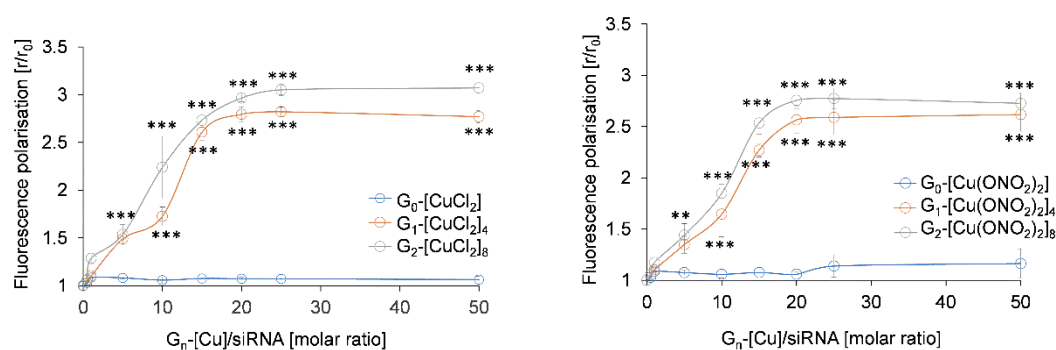 Fluorescence polarisation [r/r₀]
3.5
3
2.5
2
1.5
1
0 10 20 30 40 50
Gₙ-[Cu]/siRNA [molar ratio]
***
***
***
***
***
***
***
***
***
***
***
G₀-[CuCl₂]
G₁-[CuCl₂]₄
G₂-[CuCl₂]₈
Fluorescence polarisation [r/r₀]
3.5
3
2.5
2
1.5
1
0 10 20 30 40 50
Gₙ-[Cu]/siRNA [molar ratio]
**
***
***
***
***
***
***
***
***
***
***
G₀-[Cu(ONO₂)₂]
G₁-[Cu(ONO₂)₂]₄
G₂-[Cu(ONO₂)₂]₈